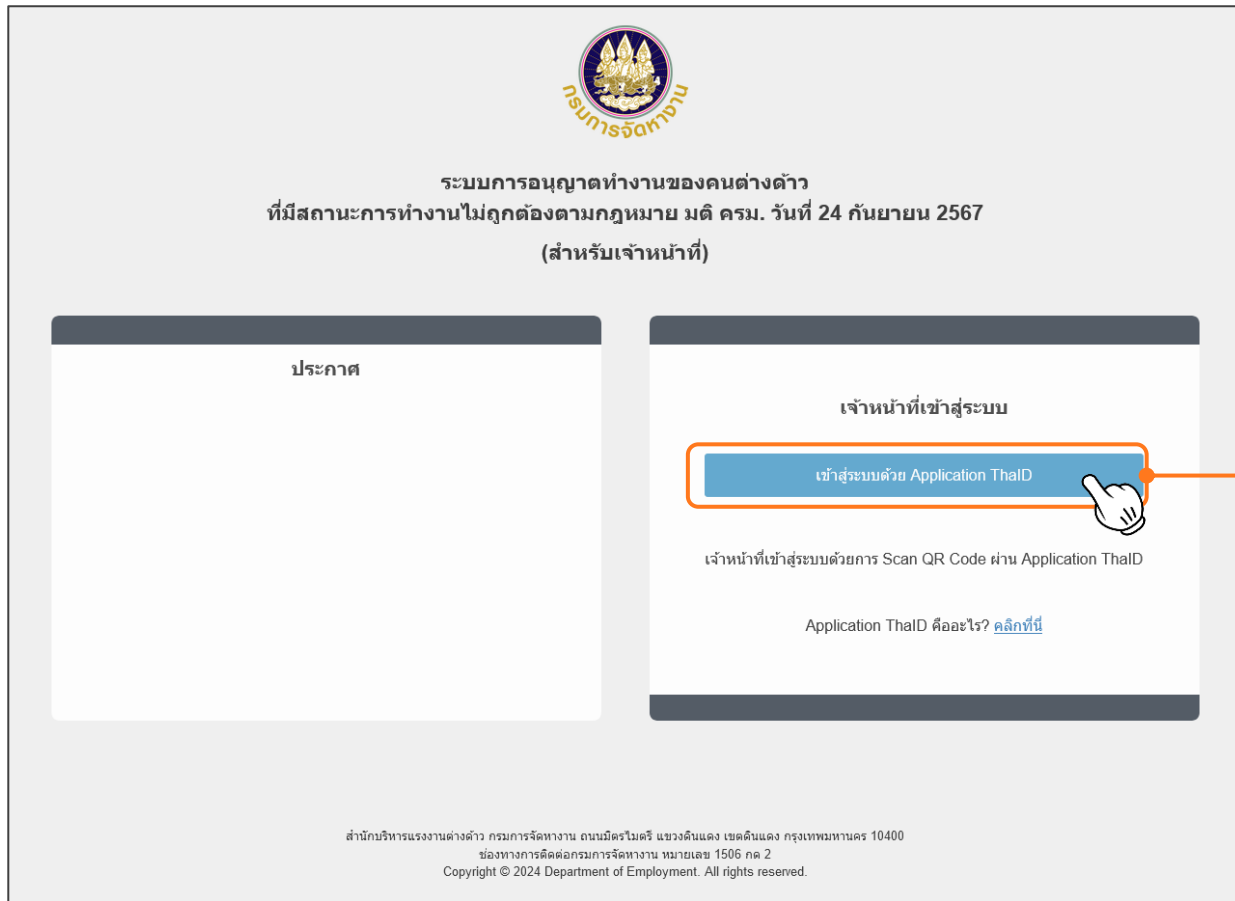 กรมการจัดหางาน
ระบบการอนุญาตทำงานของคนต่างด้าว
ที่มีสถานะการทำงานไม่ถูกต้องตามกฎหมาย มติ ครม. วันที่ 24 กันยายน 2567
(สำหรับเจ้าหน้าที่)
ประกาศ
เจ้าหน้าที่เข้าสู่ระบบ
เข้าสู่ระบบด้วย Application ThaID
เจ้าหน้าที่เข้าสู่ระบบด้วยการ Scan QR Code ผ่าน Application ThaID
Application ThaID คืออะไร? คลิกที่นี่
สำนักบริหารแรงงานต่างด้าว กรมการจัดหางาน ถนนมิตรไมตรี แขวงดินแดง เขตดินแดง กรุงเทพมหานคร 10400
ช่องทางการติดต่อกรมการจัดหางาน หมายเลข 1506 กด 2
Copyright © 2024 Department of Employment. All rights reserved.